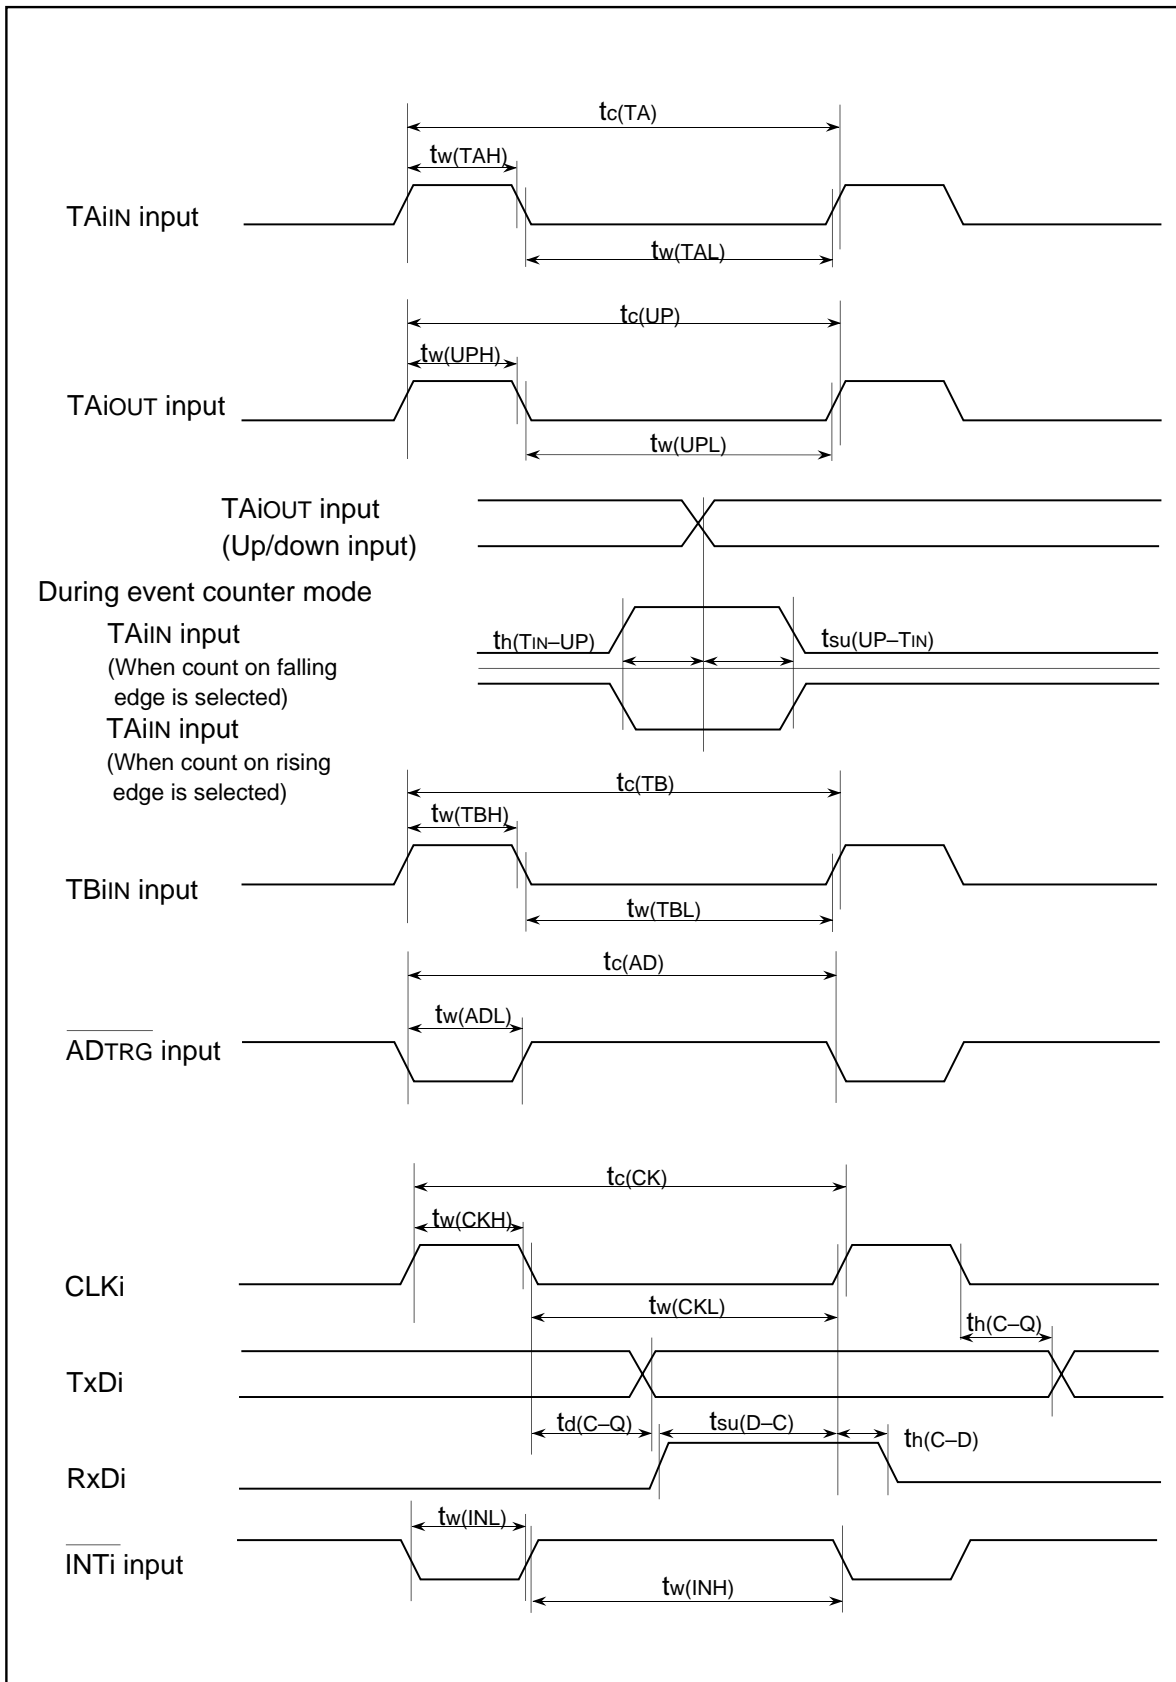 tc(TA)
tw(TAH)
TAiIN input
tw(TAL)
tc(UP)
tw(UPH)
TAiOUT input
tw(UPL)
TAiOUT input
(Up/down input)
During event counter mode
TAiIN input
(When count on falling
edge is selected)
th(TIN–UP)
tsu(UP–TIN)
TAiIN input
(When count on rising
edge is selected)
tc(TB)
tw(TBH)
TBiIN input
tw(TBL)
tc(AD)
tw(ADL)
ADTRG input
tc(CK)
tw(CKH)
CLKi
tw(CKL)
th(C–Q)
TxDi
td(C–Q)
tsu(D–C)
th(C–D)
RxDi
tw(INL)
INTi input
tw(INH)